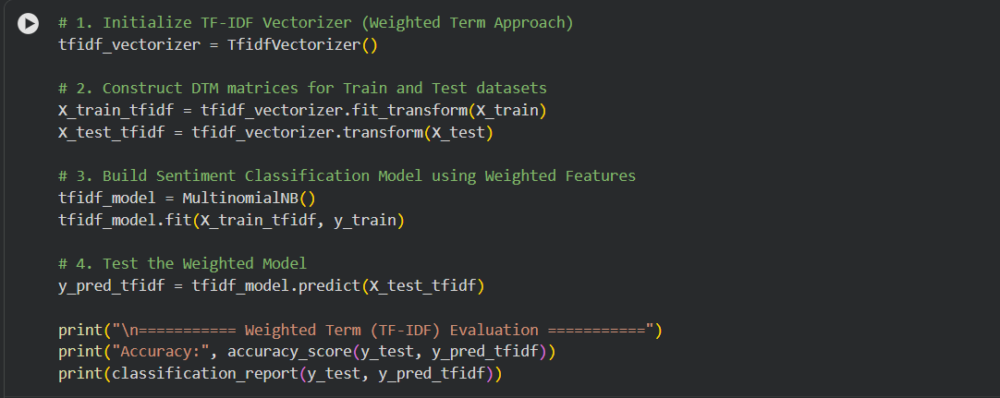 # 1. Initialize TF-IDF Vectorizer (Weighted Term Approach)
tfidf_vectorizer = TfidfVectorizer()
# 2. Construct DTM matrices for Train and Test datasets
X_train_tfidf = tfidf_vectorizer.fit_transform(X_train)
X_test_tfidf = tfidf_vectorizer.transform(X_test)
# 3. Build Sentiment Classification Model using Weighted Features
tfidf_model = MultinomialNB()
tfidf_model.fit(X_train_tfidf, y_train)
# 4. Test the Weighted Model
y_pred_tfidf = tfidf_model.predict(X_test_tfidf)
print("\n=========== Weighted Term (TF-IDF) Evaluation ===========")
print("Accuracy:", accuracy_score(y_test, y_pred_tfidf))
print(classification_report(y_test, y_pred_tfidf))